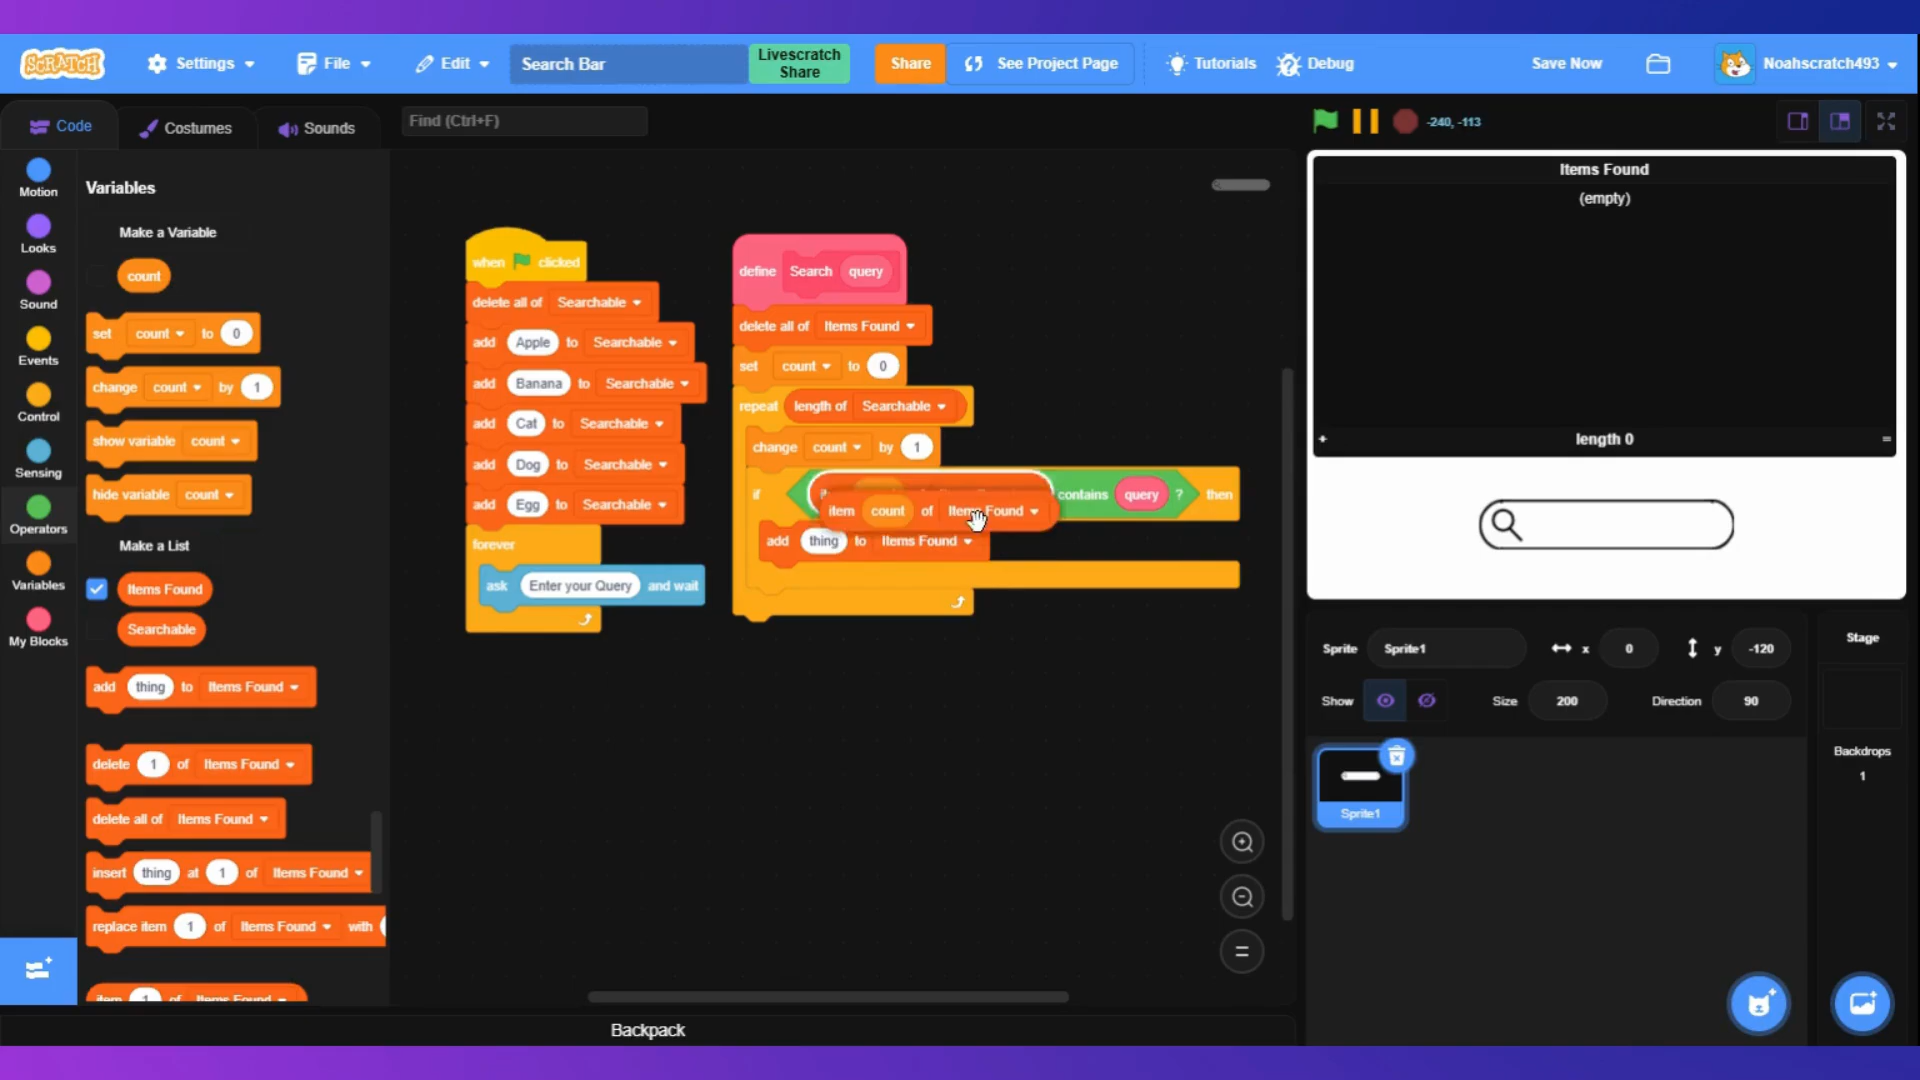 SCRATCH
Settings
File
Edit
Search Bar
Livescratch
Share
Share
See Project Page
Tutorials
Debug
Save Now
Noahscratch493
Code
Costumes
Sounds
Find (Ctrl+F)
-240, -113
Motion
Looks
Sound
Events
Control
Sensing
Operators
Variables
My Blocks
Variables
Make a Variable
count
set count to 0
change count by 1
show variable count
hide variable count
Make a List
Items Found
Searchable
add thing to Items Found
delete 1 of Items Found
delete all of Items Found
insert thing at 1 of Items Found
replace item 1 of Items Found with
item 1 of Items Found
when clicked
delete all of Searchable
add Apple to Searchable
add Banana to Searchable
add Cat to Searchable
add Dog to Searchable
add Egg to Searchable
forever
ask Enter your Query and wait
define Search query
delete all of Items Found
set count to 0
repeat length of Searchable
change count by 1
if contains query ? then
item count of Items Found
add thing to Items Found
Items Found
(empty)
+ length 0 =
Sprite Sprite1 x 0 y -120
Show Size 200 Direction 90
Sprite1
Stage
Backdrops
1
Backpack